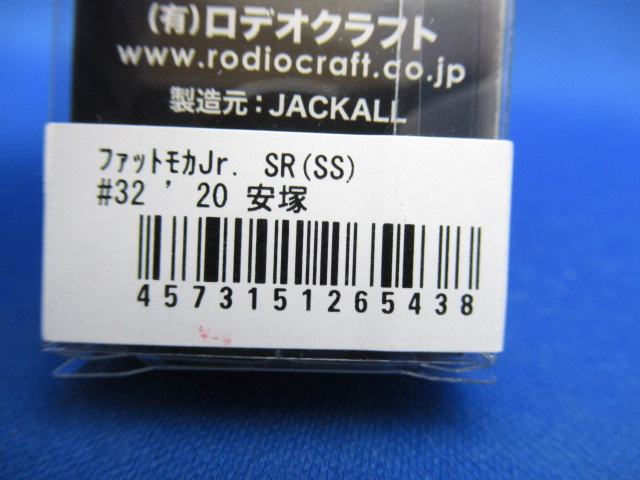 (有)ロデオクラフト
www.rodiocraft.co.jp
製造元：JACKALL
ﾌｧｯﾄﾓｶJr. SR(SS)
#32 ’20 安塚
4573151265438